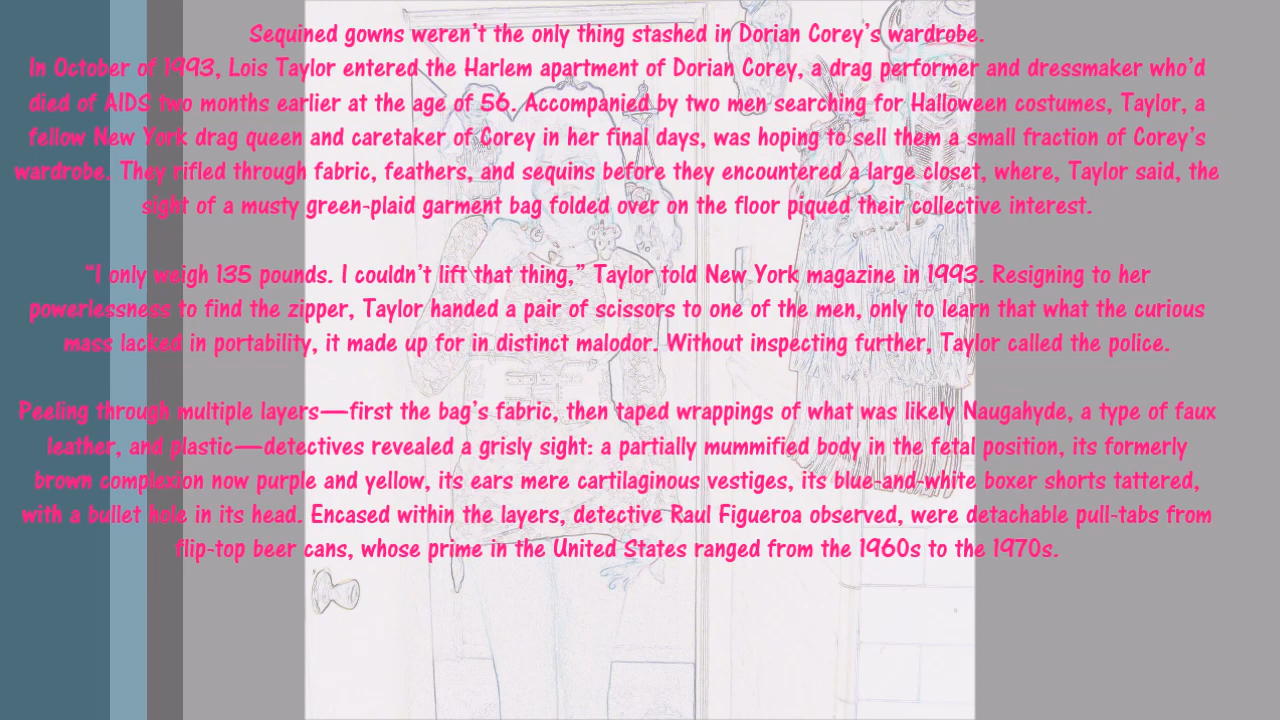 Sequined gowns weren't the only thing stashed in Dorian Corey's wardrobe.
In October of 1993, Lois Taylor entered the Harlem apartment of Dorian Corey, a drag performer and dressmaker who'd
died of AIDS two months earlier at the age of 56. Accompanied by two men searching for Halloween costumes, Taylor, a
fellow New York drag queen and caretaker of Corey in her final days, was hoping to sell them a small fraction of Corey's
wardrobe. They rifled through fabric, feathers, and sequins before they encountered a large closet, where, Taylor said, the
sight of a musty green-plaid garment bag folded over on the floor piqued their collective interest.
"I only weigh 135 pounds. I couldn't lift that thing," Taylor told New York magazine in 1993. Resigning to her
powerlessness to find the zipper, Taylor handed a pair of scissors to one of the men, only to learn that what the curious
mass lacked in portability, it made up for in distinct malodor. Without inspecting further, Taylor called the police.
Peeling through multiple layers—first the bag's fabric, then taped wrappings of what was likely Naugahyde, a type of faux
leather, and plastic—detectives revealed a grisly sight: a partially mummified body in the fetal position, its formerly
brown complexion now purple and yellow, its ears mere cartilaginous vestiges, its blue-and-white boxer shorts tattered,
with a bullet hole in its head. Encased within the layers, detective Raul Figueroa observed, were detachable pull-tabs from
flip-top beer cans, whose prime in the United States ranged from the 1960s to the 1970s.